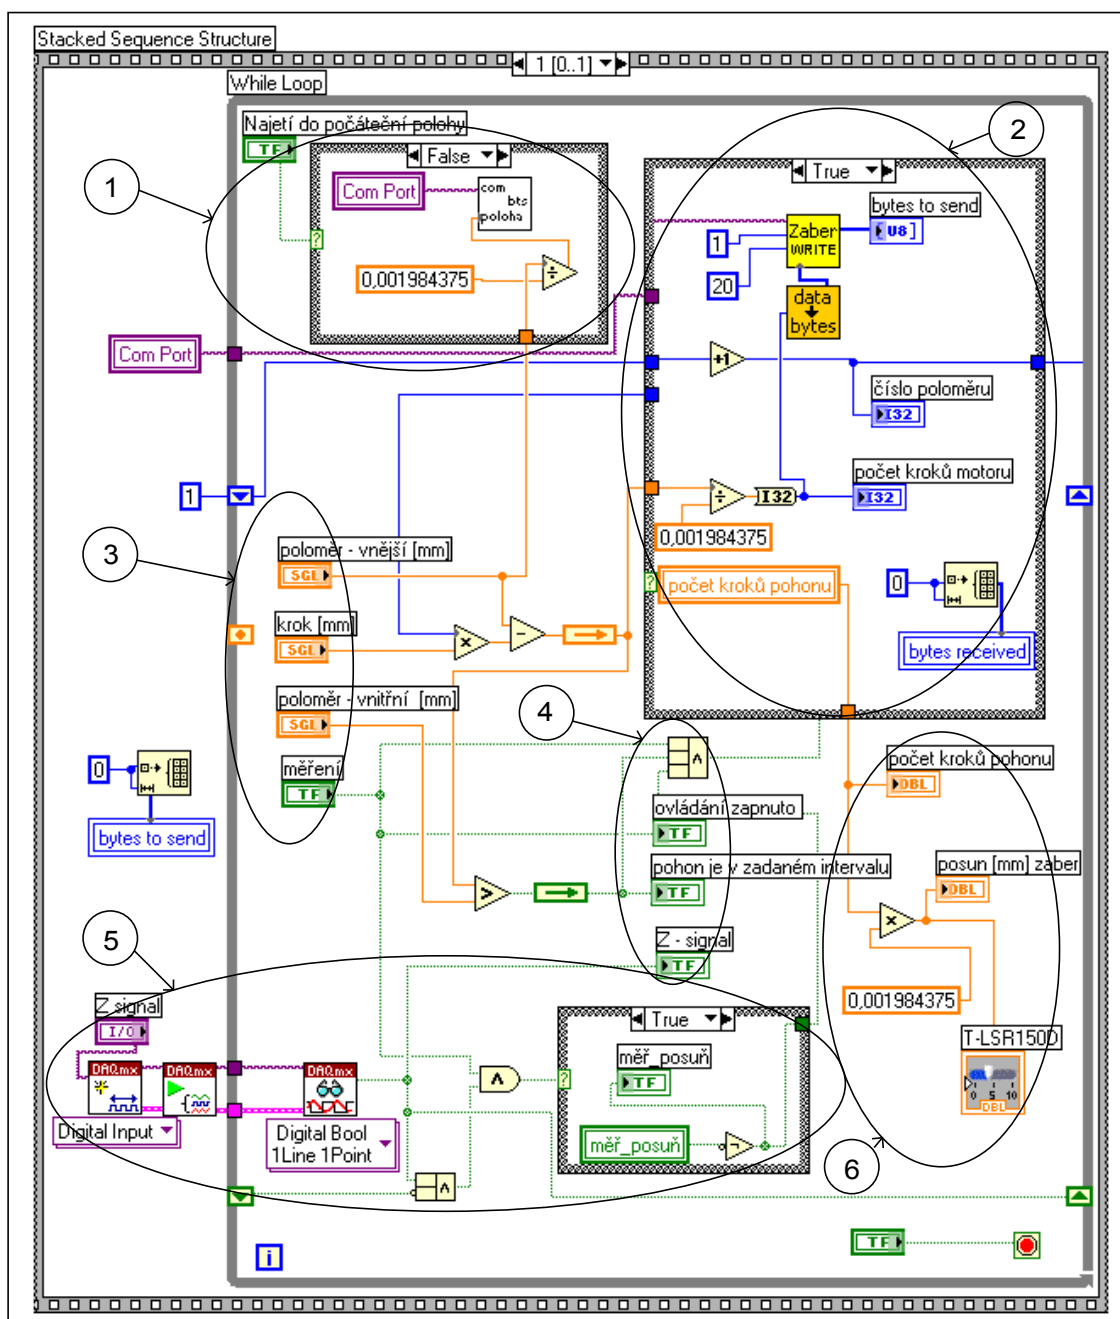 Stacked Sequence Structure
1 [0..1]
While Loop
Najetí do počáteční polohy
TF
False
Com Port
com
bts
poloha
0,001984375
÷
1
2
True
bytes to send
[U8]
Zaber
WRITE
1
20
data
bytes
Com Port
+1
číslo poloměru
I32
počet kroků motoru
÷
I32
I32
0,001984375
1
3
poloměr - vnější [mm]
SGL
krok [mm]
SGL
x
-
poloměr - vnitřní [mm]
SGL
?
počet kroků pohonu
0
bytes received
4
měření
TF
0
bytes to send
ovládání zapnuto
TF
pohon je v zadaném intervalu
TF
>
Z - signal
TF
počet kroků pohonu
DBL
posun [mm] zaber
DBL
x
0,001984375
T-LSR150D
0 5 10
DBL
5
Z signal
I/O
DAQmx
DAQmx
DAQmx
Digital Input
Digital Bool
1Line 1Point
True
měř_posuň
TF
?
měř_posuň
6
i
TF